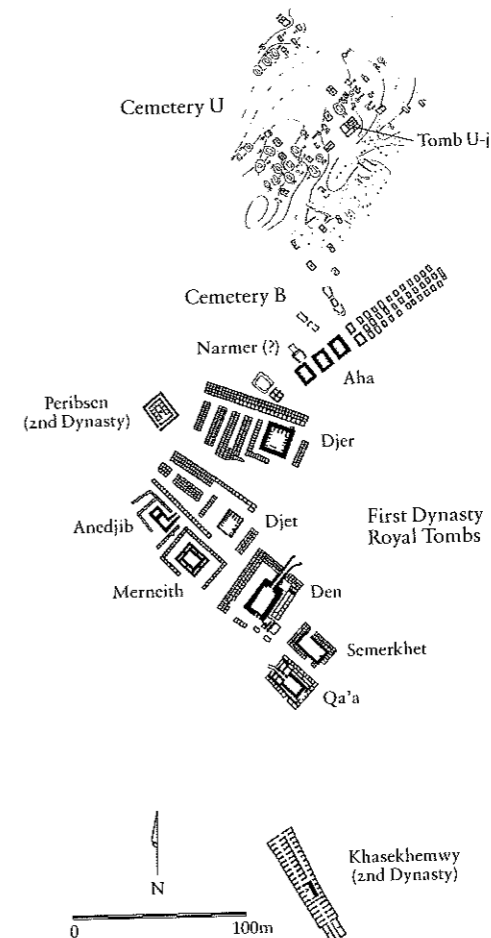 Cemetery U
Tomb U-j
Cemetery B
Narmer (?)
Aha
Peribsen
(2nd Dynasty)
Djer
Anedjib
Djet
First Dynasty
Royal Tombs
Merneith
Den
Semerkhet
Qa'a
Khasekhemwy
(2nd Dynasty)
N
0
100m